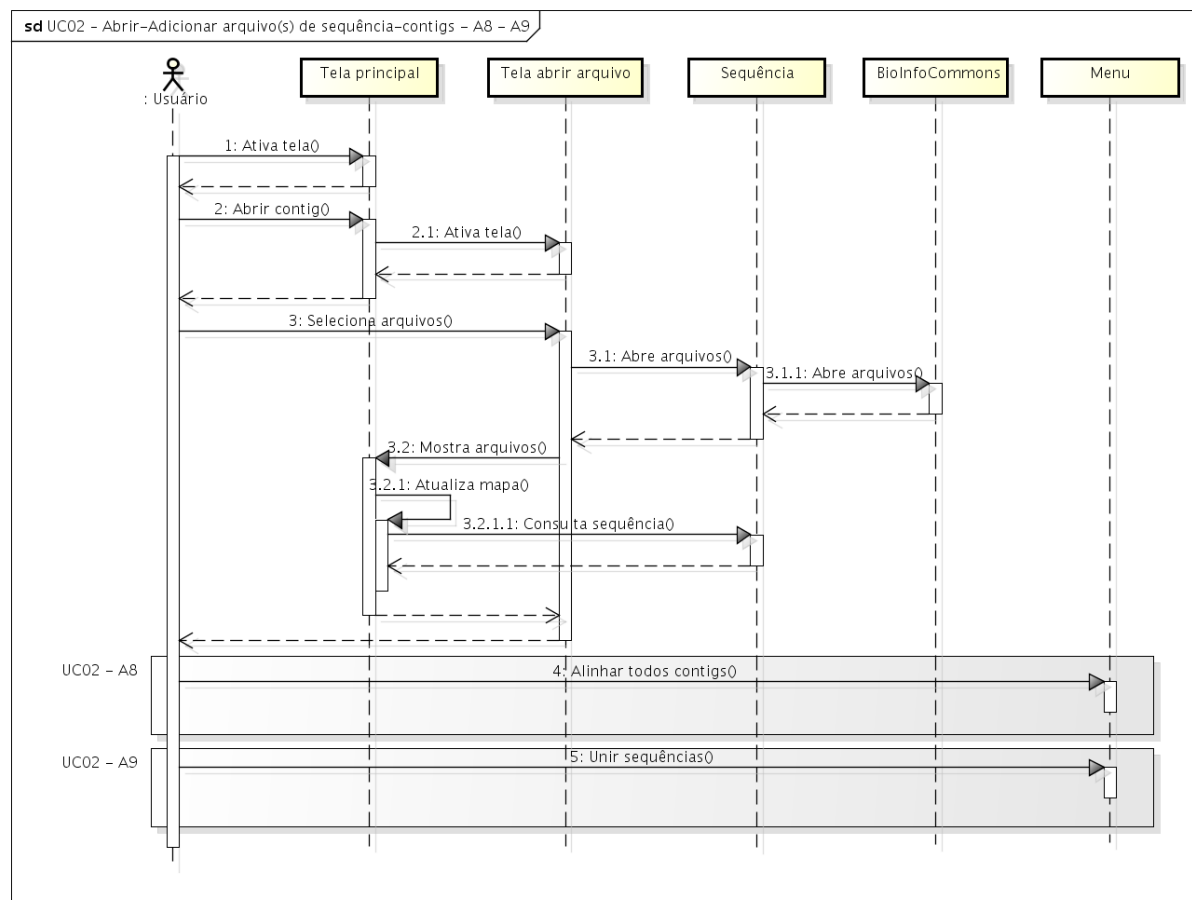 sd UC02 - Abrir-Adicionar arquivo(s) de sequência-contigs - A8 - A9
Tela principal
Tela abrir arquivo
Sequência
BioInfoCommons
Menu
: Usuário
1: Ativa tela()
2: Abrir contig()
2.1: Ativa tela()
3: Seleciona arquivos()
3.1: Abre arquivos()
3.1.1: Abre arquivos()
3.2: Mostra arquivos()
3.2.1: Atualiza mapa()
3.2.1.1: Consulta sequência()
UC02 - A8
4: Alinhar todos contigs()
UC02 - A9
5: Unir sequências()